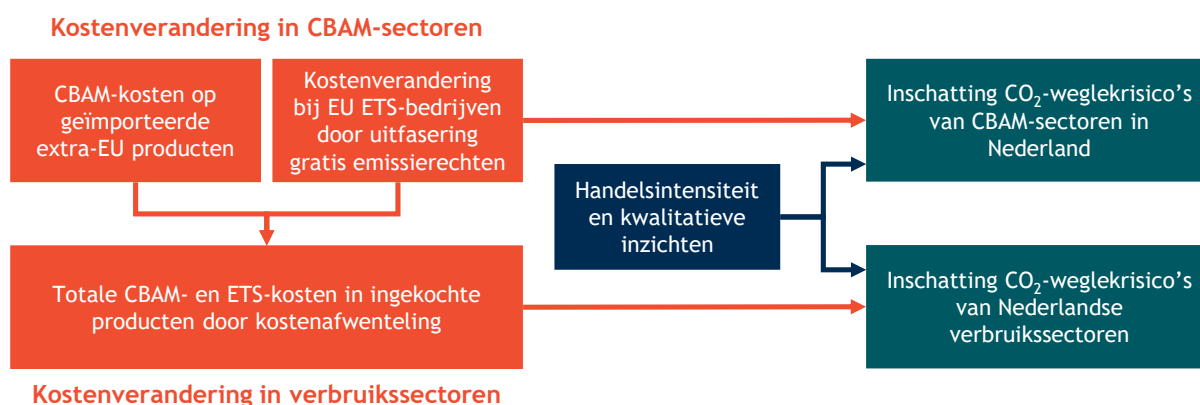 Kostenverandering in CBAM-sectoren
CBAM-kosten op
geïmporteerde
extra-EU producten
Kostenverandering
bij EU ETS-bedrijven
door uitfasering
gratis emissierechten
Inschatting CO₂-weglekrisico’s
van CBAM-sectoren in
Nederland
Handelsintensiteit
en kwalitatieve
inzichten
Totale CBAM- en ETS-kosten in ingekochte
producten door kostenafwenteling
Inschatting CO₂-weglekrisico’s
van Nederlandse
verbruikssectoren
Kostenverandering in verbruikssectoren